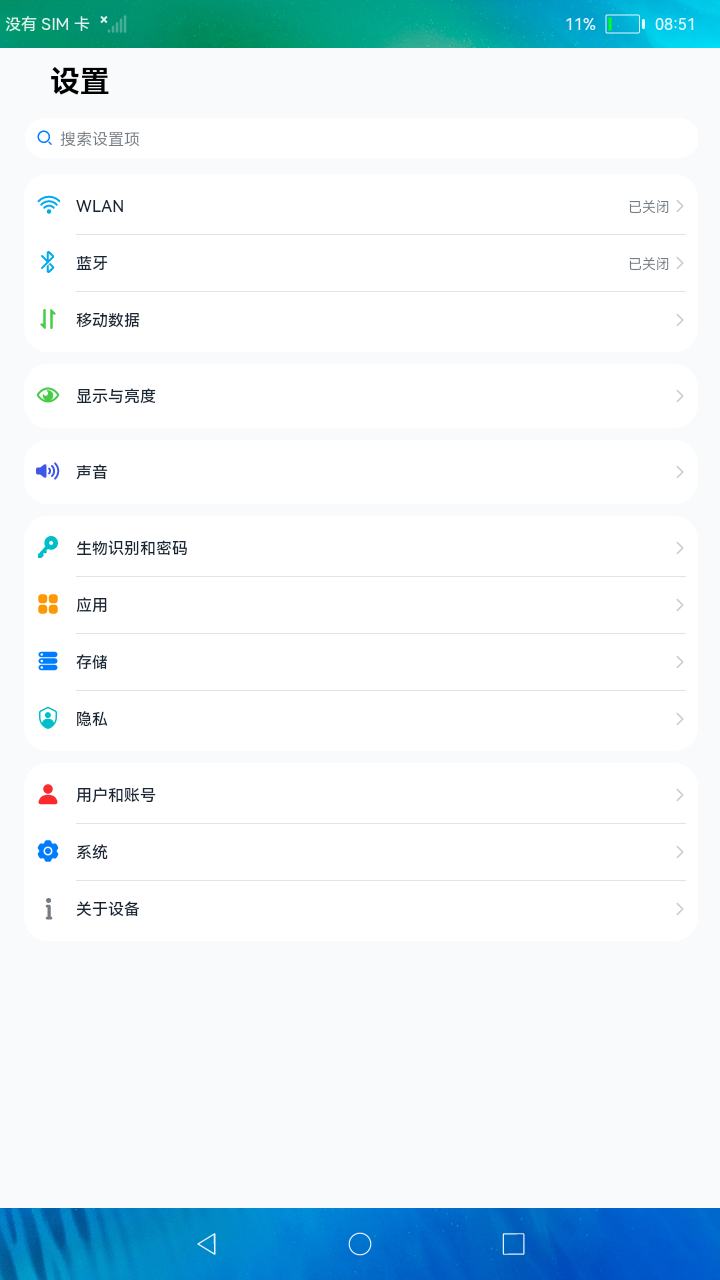 没有 SIM 卡 11% 08:51
设置
搜索设置项
WLAN 已关闭
蓝牙 已关闭
移动数据
显示与亮度
声音
生物识别和密码
应用
存储
隐私
用户和账号
系统
关于设备